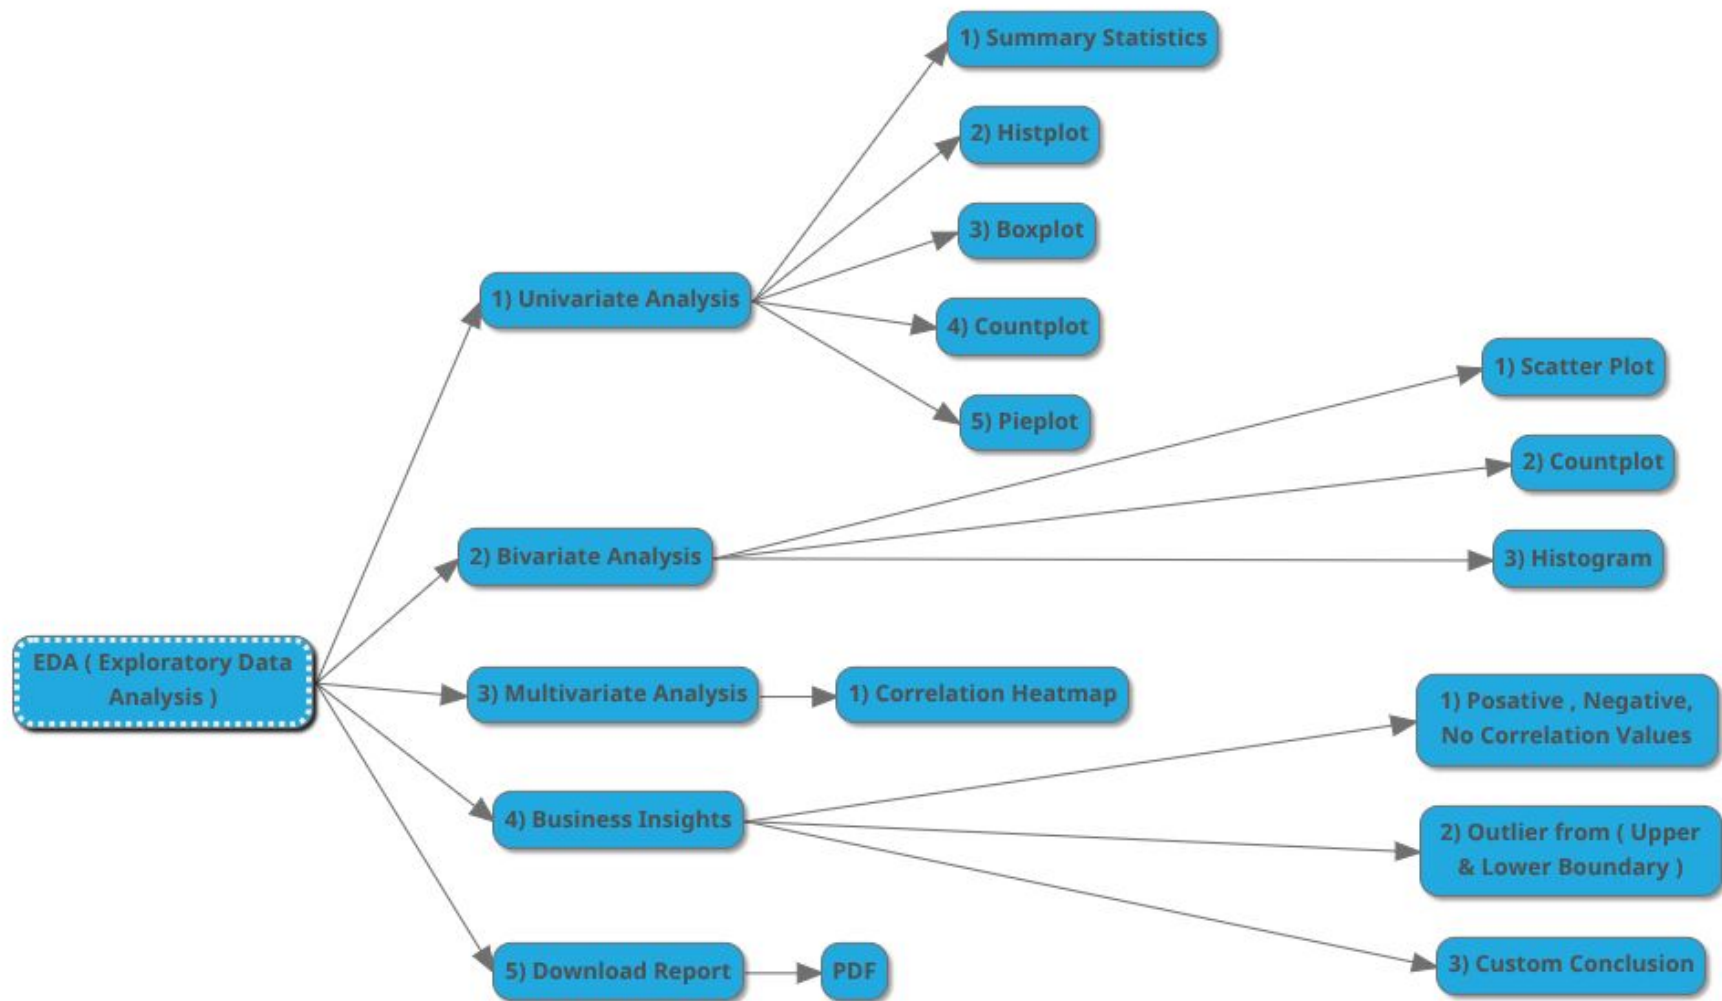 1) Summary Statistics
2) Histplot
3) Boxplot
1) Univariate Analysis
4) Countplot
5) Pieplot
1) Scatter Plot
2) Countplot
2) Bivariate Analysis
3) Histogram
EDA ( Exploratory Data
Analysis )
3) Multivariate Analysis
1) Correlation Heatmap
1) Posative , Negative,
No Correlation Values
4) Business Insights
2) Outlier from ( Upper
& Lower Boundary )
3) Custom Conclusion
5) Download Report
PDF